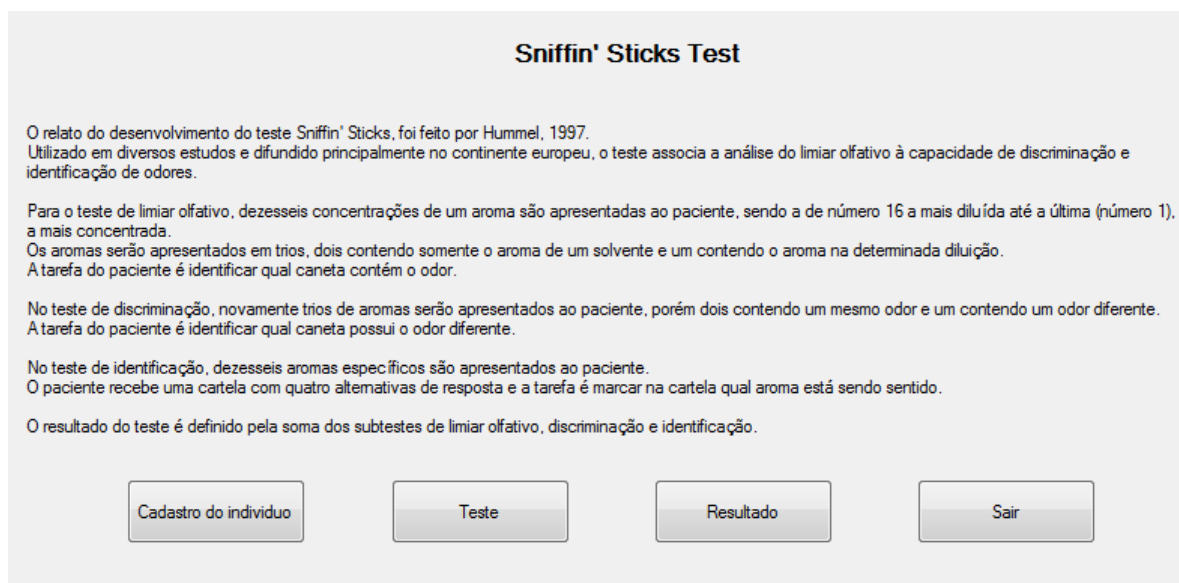 Sniffin' Sticks Test
O relato do desenvolvimento do teste Sniffin' Sticks, foi feito por Hummel, 1997.
Utilizado em diversos estudos e difundido principalmente no continente europeu, o teste associa a análise do limiar olfativo à capacidade de discriminação e
identificação de odores.
Para o teste de limiar olfativo, dezesseis concentrações de um aroma são apresentadas ao paciente, sendo a de número 16 a mais diluída até a última (número 1),
a mais concentrada.
Os aromas serão apresentados em trios, dois contendo somente o aroma de um solvente e um contendo o aroma na determinada diluição.
A tarefa do paciente é identificar qual caneta contém o odor.
No teste de discriminação, novamente trios de aromas serão apresentados ao paciente, porém dois contendo um mesmo odor e um contendo um odor diferente.
A tarefa do paciente é identificar qual caneta possui o odor diferente.
No teste de identificação, dezesseis aromas específicos são apresentados ao paciente.
O paciente recebe uma cartela com quatro alternativas de resposta e a tarefa é marcar na cartela qual aroma está sendo sentido.
O resultado do teste é definido pela soma dos subtestes de limiar olfativo, discriminação e identificação.
Cadastro do individuo
Teste
Resultado
Sair